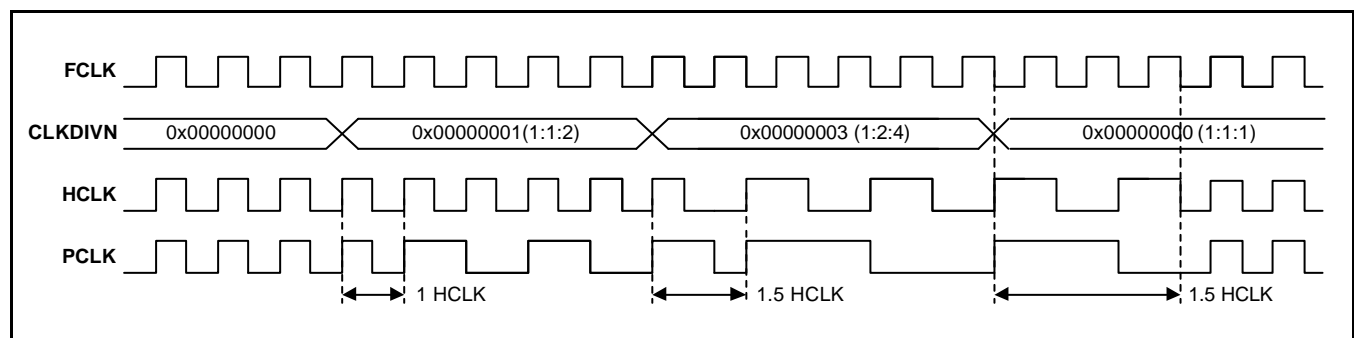 FCLK
CLKDIVN 0x00000000 0x00000001(1:1:2) 0x00000003 (1:2:4) 0x00000000 (1:1:1)
HCLK
PCLK
1 HCLK 1.5 HCLK 1.5 HCLK